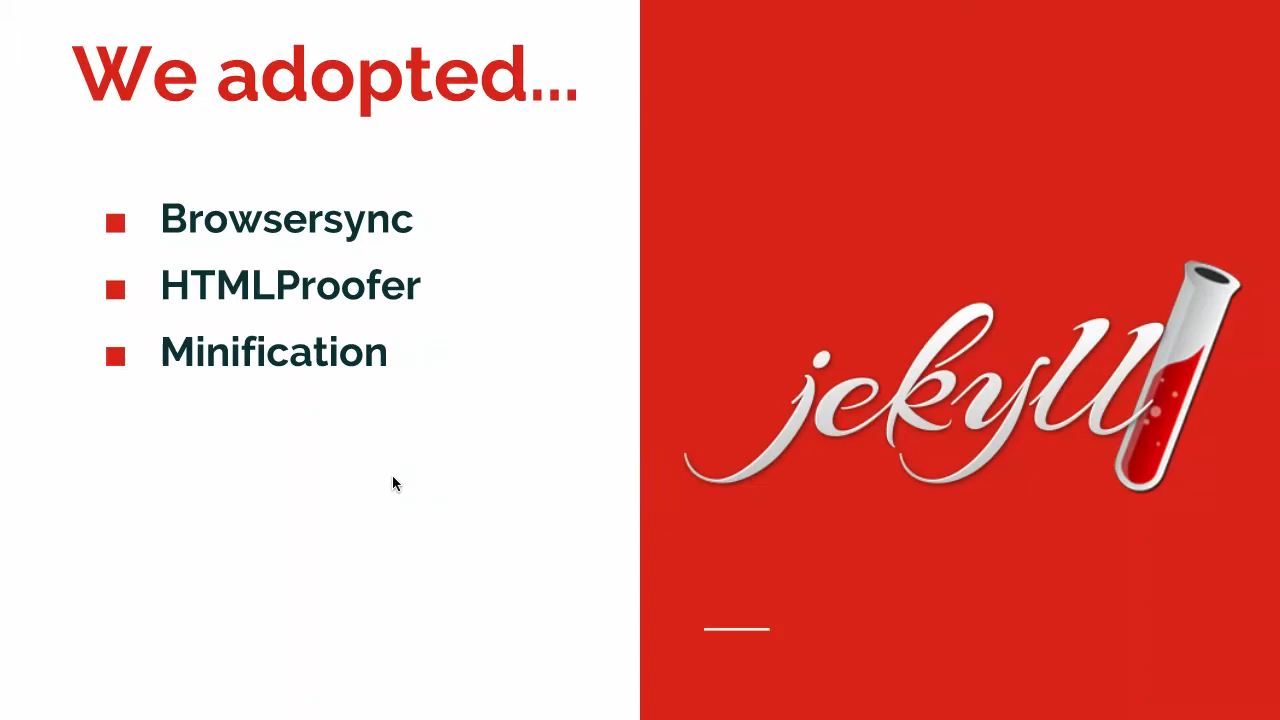 We adopted...
Browsersync
HTMLProofer
Minification
jekyll